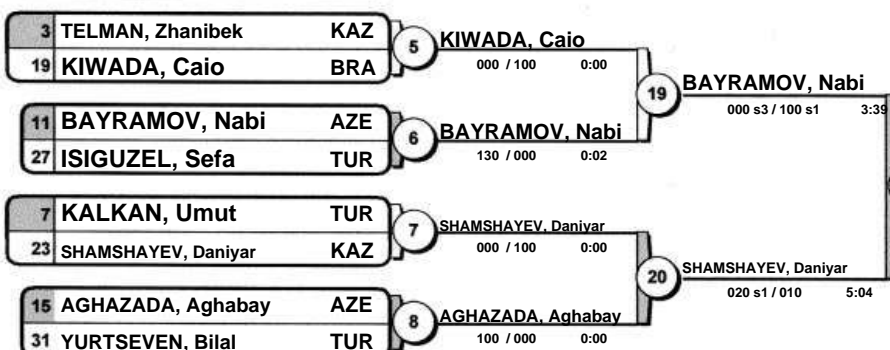 3 TELMAN, Zhanibek KAZ
19 KIWADA, Caio BRA
5
KIWADA, Caio
000 / 100 0:00
11 BAYRAMOV, Nabi AZE
27 ISIGUZEL, Sefa TUR
6
BAYRAMOV, Nabi
130 / 000 0:02
19
BAYRAMOV, Nabi
000 s3 / 100 s1 3:39
7 KALKAN, Umut TUR
23 SHAMSHAYEV, Daniyar KAZ
7
SHAMSHAYEV, Daniyar
000 / 100 0:00
15 AGHAZADA, Aghabay AZE
31 YURTSEVEN, Bilal TUR
8
AGHAZADA, Aghabay
100 / 000 0:00
20
SHAMSHAYEV, Daniyar
020 s1 / 010 5:04